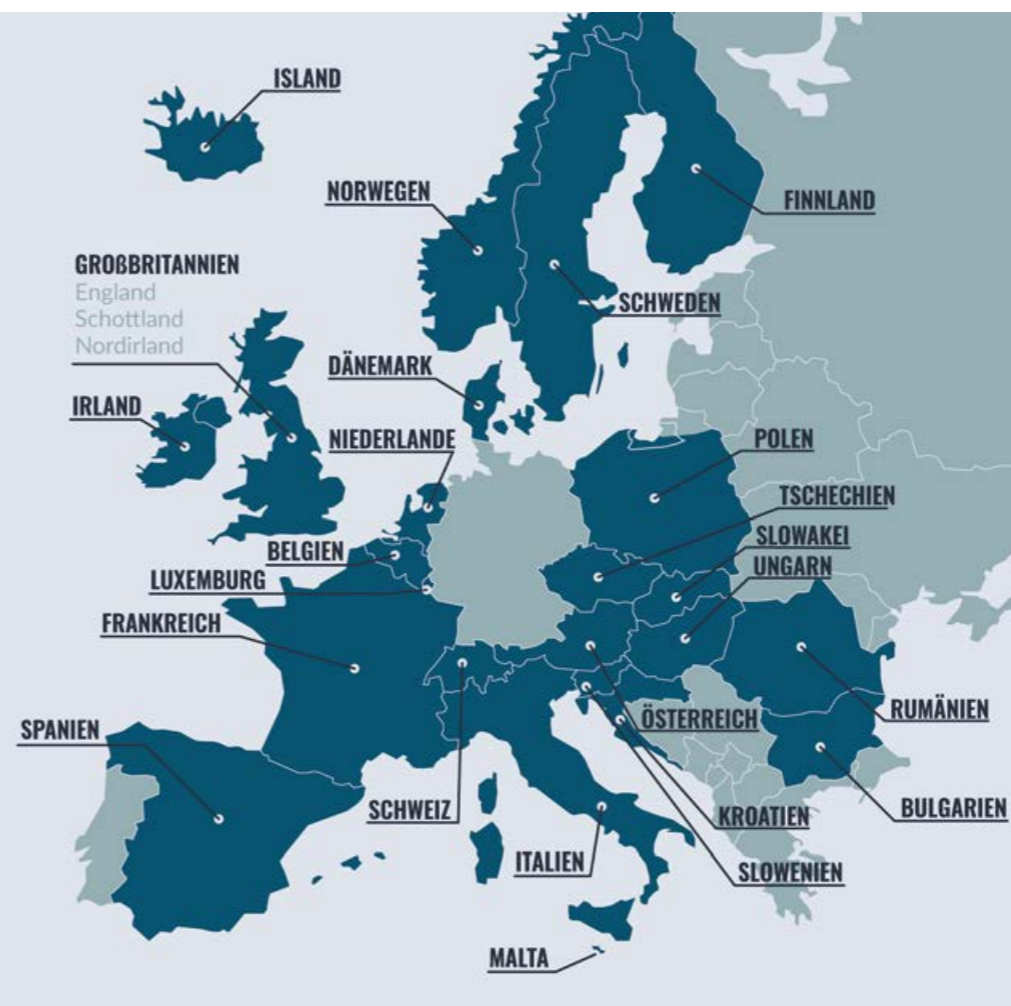 ISLAND
NORWEGEN
FINNLAND
GROßBRITANNIEN
England
Schottland
Nordirland
SCHWEDEN
DÄNEMARK
IRLAND
NIEDERLANDE
POLEN
TSCHECHIEN
SLOWAKEI
BELGIEN
UNGARN
LUXEMBURG
FRANKREICH
RUMÄNIEN
ÖSTERREICH
SPANIEN
SCHWEIZ
KROATIEN
BULGARIEN
ITALIEN
SLOWENIEN
MALTA